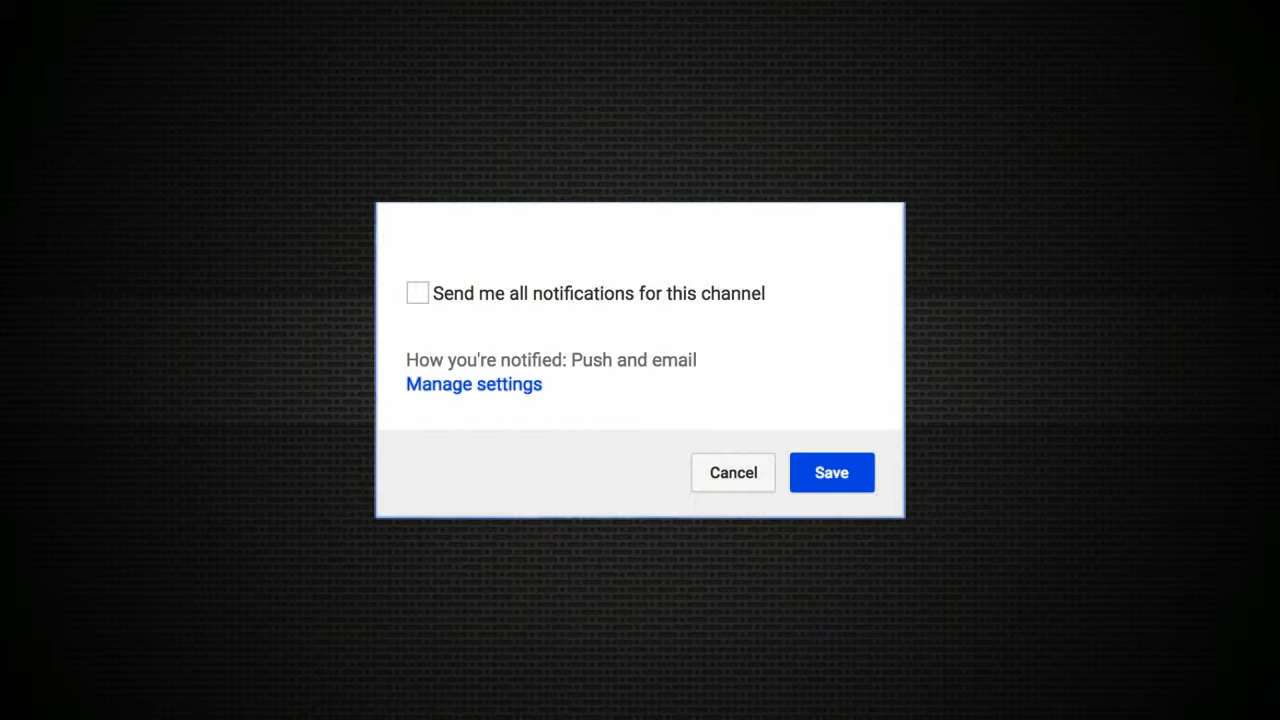 Send me all notifications for this channel
How you're notified: Push and email
Manage settings
Cancel
Save